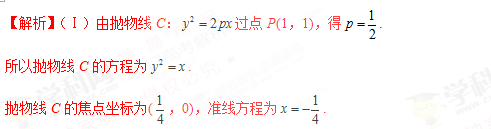 【解析】(Ⅰ)由抛物线 C: y²=2px 过点 P(1,1),得 p=1/2.
所以抛物线 C 的方程为 y²=x.
抛物线 C 的焦点坐标为(1/4,0),准线方程为 x=-1/4.